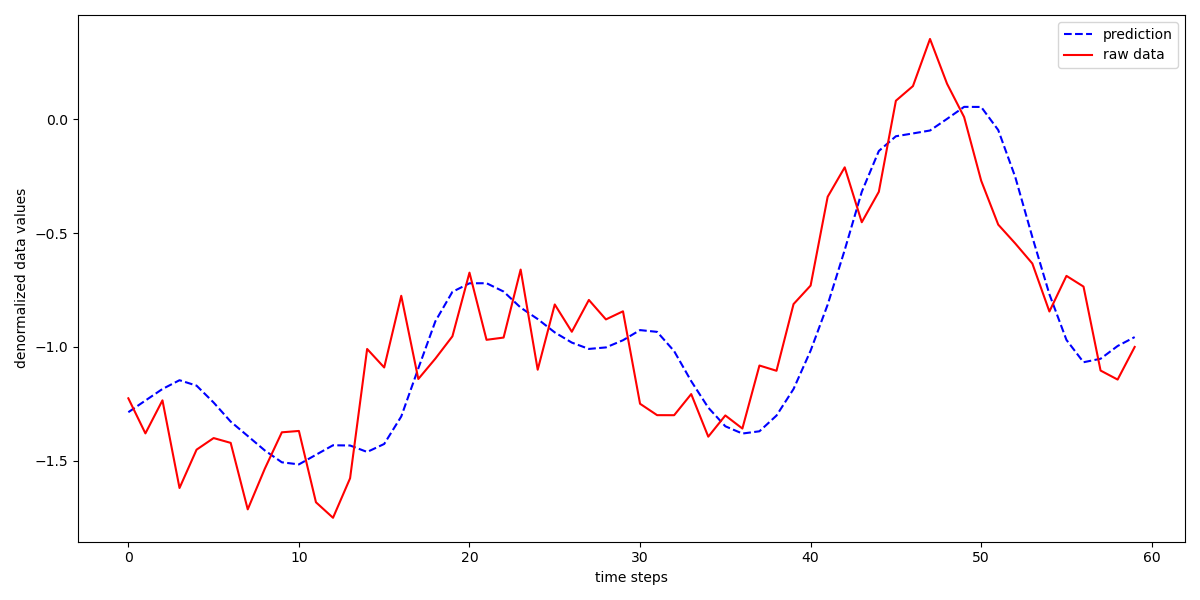 prediction
raw data
denormalized data values
0.0
−0.5
−1.0
−1.5
0 10 20 30 40 50 60
time steps